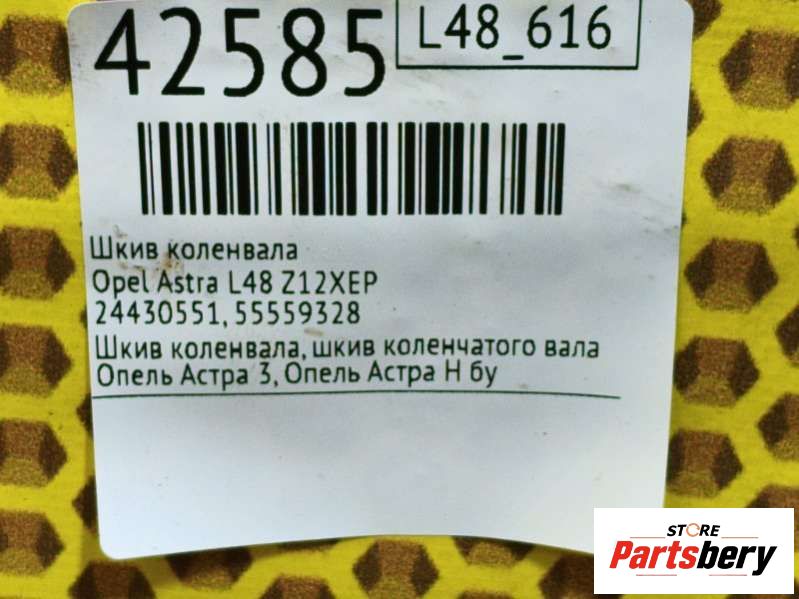 42585
L48_616
Шкив коленвала
Opel Astra L48 Z12XEP
24430551, 55559328
Шкив коленвала, шкив коленчатого вала
Опель Астра 3, Опель Астра Н бу
STORE
Partsbery